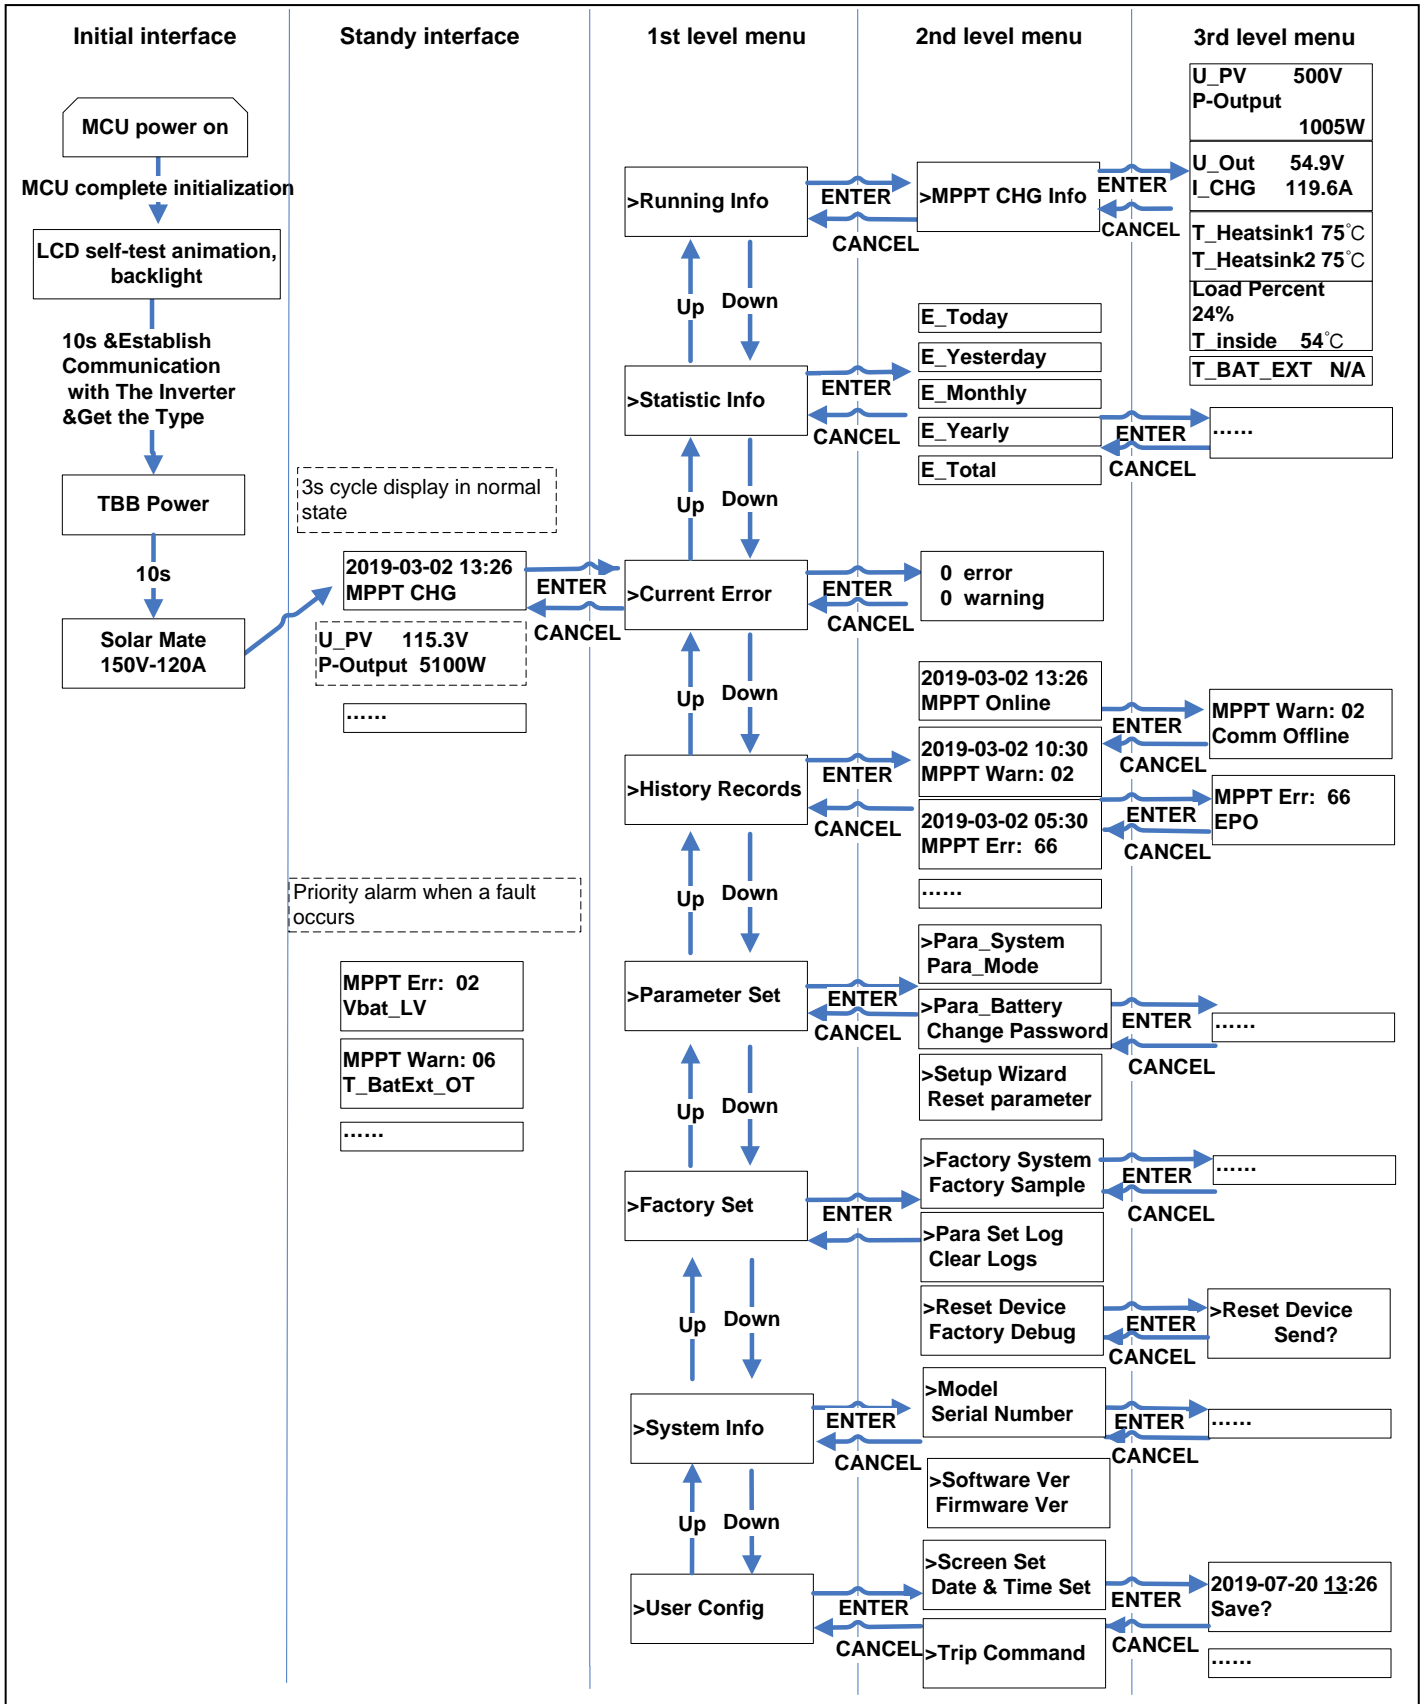 Initial interface
Standy interface
1st level menu
2nd level menu
3rd level menu
MCU power on
MCU complete initialization
LCD self-test animation,
backlight
10s &Establish
Communication
with The Inverter
&Get the Type
TBB Power
10s
Solar Mate
150V-120A
3s cycle display in normal
state
2019-03-02 13:26
MPPT CHG
U_PV 115.3V
P-Output 5100W
......
ENTER
CANCEL
Priority alarm when a fault
occurs
MPPT Err: 02
Vbat_LV
MPPT Warn: 06
T_BatExt_OT
......
>Running Info
ENTER
CANCEL
>MPPT CHG Info
ENTER
CANCEL
U_PV 500V
P-Output
1005W
U_Out 54.9V
I_CHG 119.6A
T_Heatsink1 75℃
T_Heatsink2 75℃
Load Percent
24%
T_inside 54℃
T_BAT_EXT N/A
Up Down
>Statistic Info
ENTER
CANCEL
E_Today
E_Yesterday
E_Monthly
E_Yearly
E_Total
ENTER
CANCEL
......
Up Down
>Current Error
ENTER
CANCEL
0 error
0 warning
Up Down
>History Records
ENTER
CANCEL
2019-03-02 13:26
MPPT Online
2019-03-02 10:30
MPPT Warn: 02
2019-03-02 05:30
MPPT Err: 66
......
ENTER
CANCEL
MPPT Warn: 02
Comm Offline
ENTER
CANCEL
MPPT Err: 66
EPO
Up Down
>Parameter Set
ENTER
CANCEL
>Para_System
Para_Mode
>Para_Battery
Change Password
>Setup Wizard
Reset parameter
ENTER
CANCEL
......
Up Down
>Factory Set
ENTER
>Factory System
Factory Sample
>Para Set Log
Clear Logs
>Reset Device
Factory Debug
ENTER
CANCEL
......
ENTER
CANCEL
>Reset Device
Send?
Up Down
>System Info
ENTER
CANCEL
>Model
Serial Number
>Software Ver
Firmware Ver
ENTER
CANCEL
......
Up Down
>User Config
ENTER
CANCEL
>Screen Set
Date & Time Set
>Trip Command
ENTER
CANCEL
2019-07-20 13:26
Save?
......